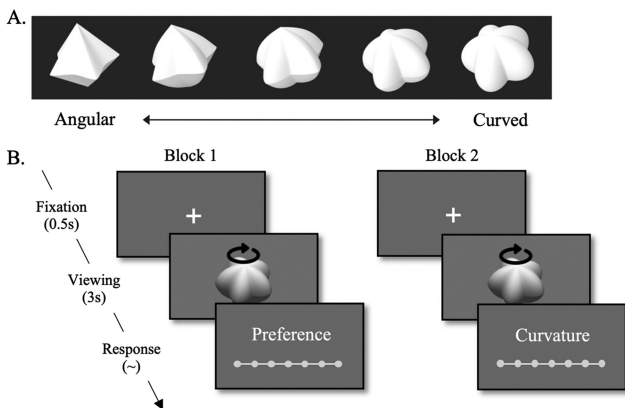 A.
Angular
Curved
B.
Block 1
Block 2
Fixation
(0.5s)
Viewing
(3s)
Response
(~)
Preference
Curvature